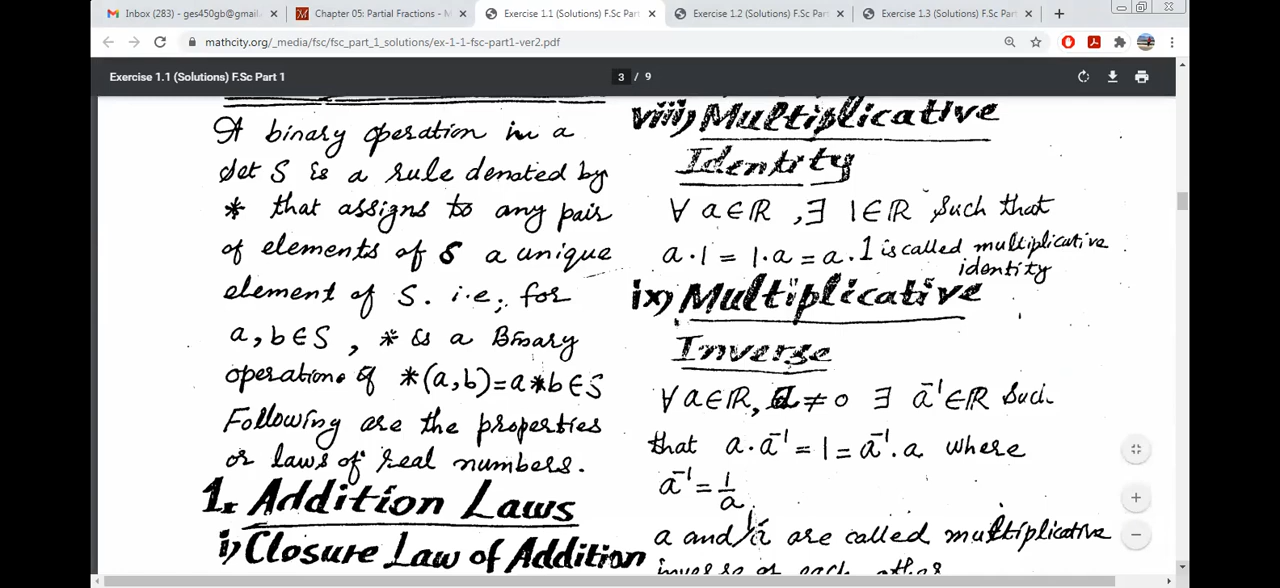 Inbox (283) - ges450gb@gmail.
Chapter 05: Partial Fractions - M
Exercise 1.1 (Solutions) F.Sc Part
Exercise 1.2 (Solutions) F.Sc Part
Exercise 1.3 (Solutions) F.Sc Part
mathcity.org/_media/fsc/fsc_part_1_solutions/ex-1-1-fsc-part1-ver2.pdf
Exercise 1.1 (Solutions) F.Sc Part 1
3 / 9
A binary operation in a
set S is a rule denoted by
* that assigns to any pair
of elements of S a unique
element of S. i.e; for
a, b ∈ S , * is a Binary
operation. if *(a,b)=a*b∈S
Following are the properties
or laws of real numbers.
1. Addition Laws
i) Closure Law of Addition
viii) Multiplicative
Identity
∀ a∈ℝ , ∃ 1∈ℝ such that
a.1 = 1.a = a . 1 is called multiplicative
identity
ix) Multiplicative
Inverse
∀ a∈ℝ, a ≠ 0 ∃ a⁻¹∈ℝ such
that a.a⁻¹ = 1 = a⁻¹.a where
a⁻¹ = 1/a
a and 1/a are called multiplicative
inverse of each other